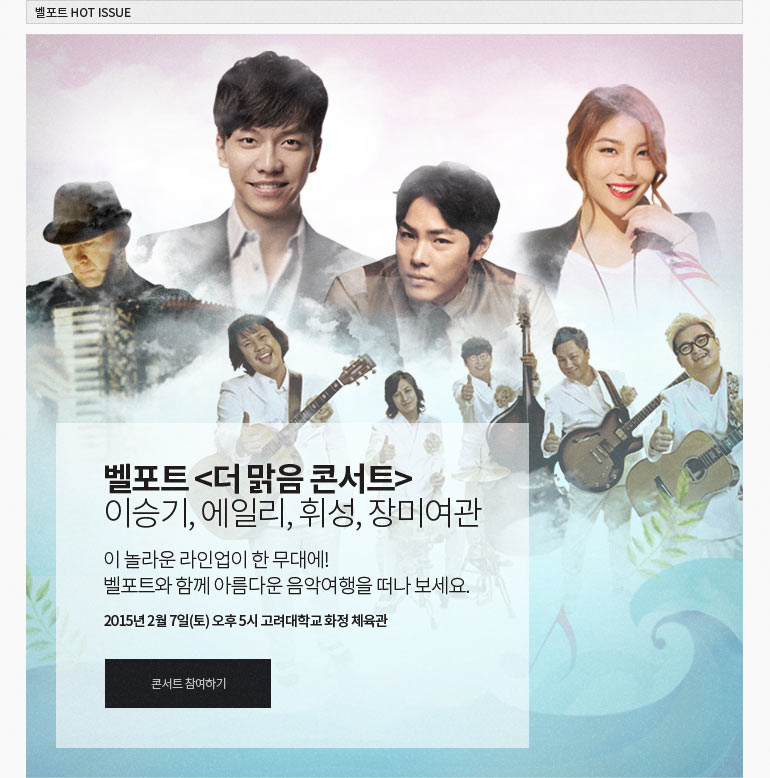 벨포트 HOT ISSUE
벨포트 <더 맑음 콘서트>
이승기, 에일리, 휘성, 장미여관
이 놀라운 라인업이 한 무대에!
벨포트와 함께 아름다운 음악여행을 떠나 보세요.
2015년 2월 7일(토) 오후 5시 고려대학교 화정 체육관
콘서트 참여하기